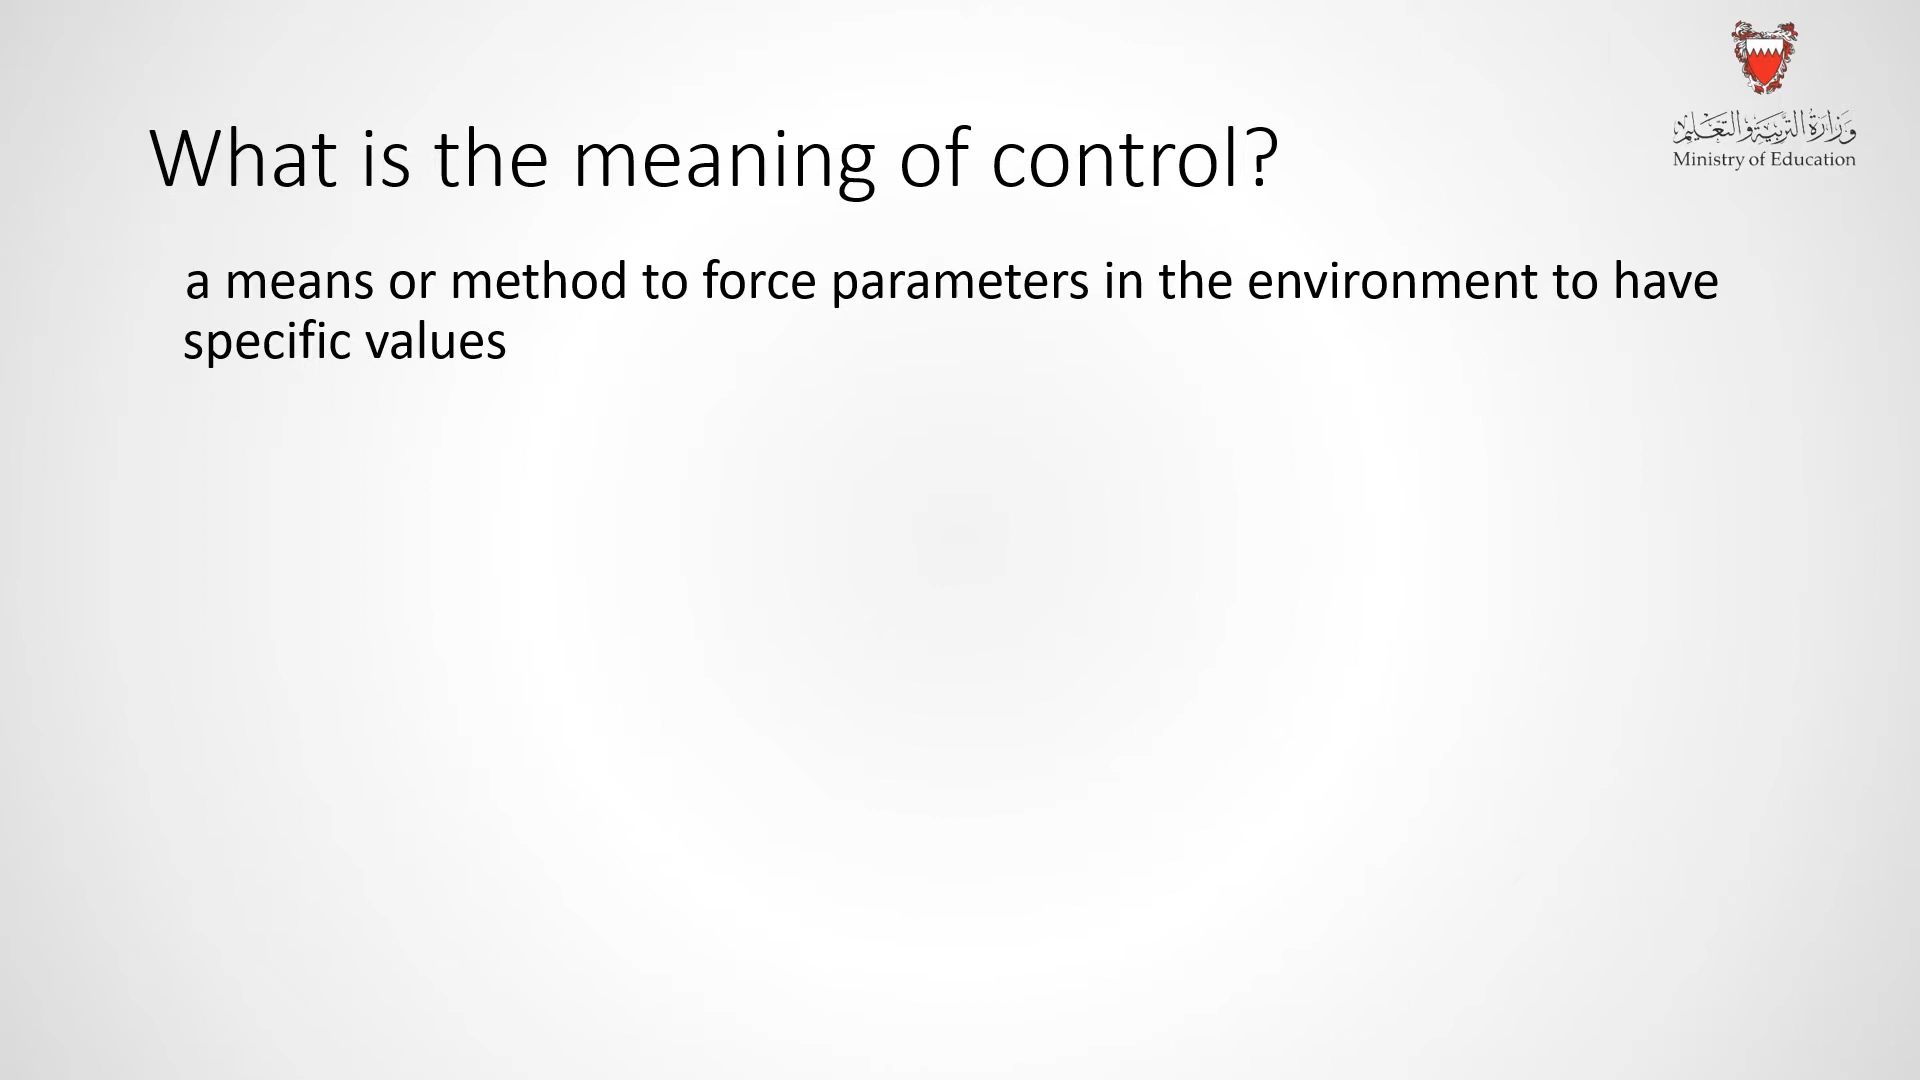 وزارة التربية والتعليم
Ministry of Education
What is the meaning of control?
a means or method to force parameters in the environment to have
specific values